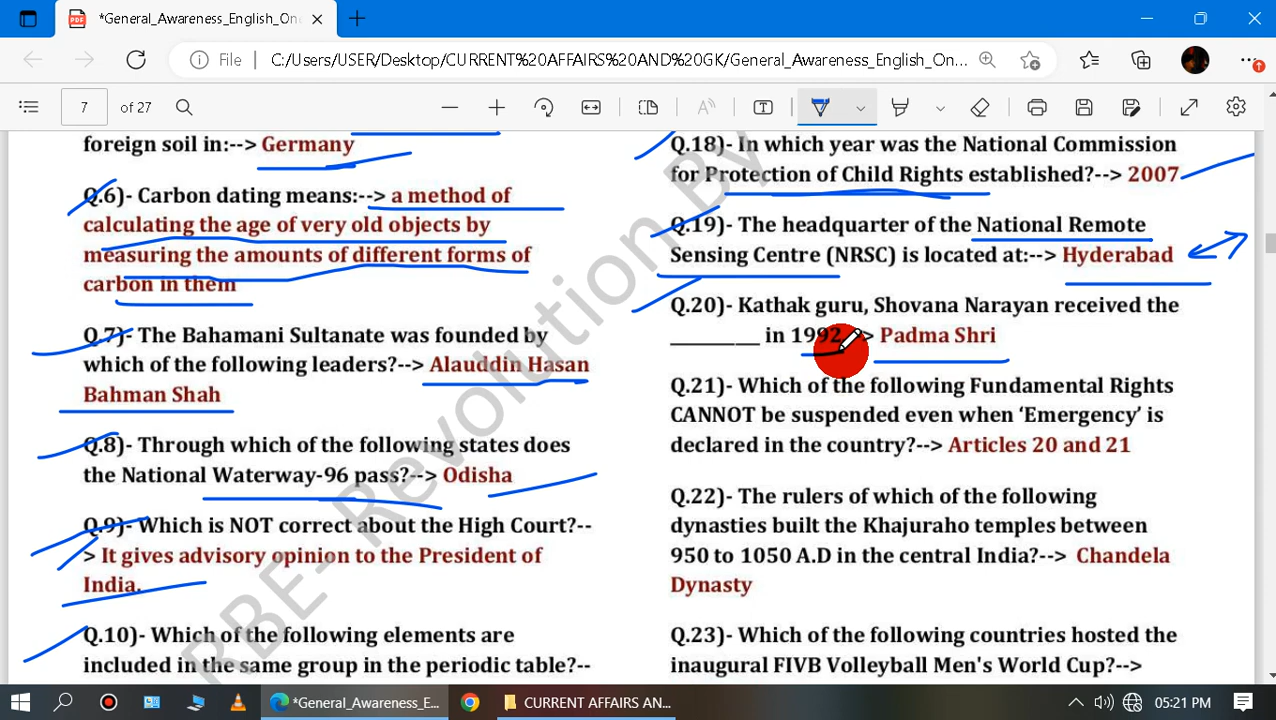 *General_Awareness_English_On
File
C:/Users/USER/Desktop/CURRENT%20AFFAIRS%20AND%20GK/General_Awareness_English_On...
7 of 27
foreign soil in:--> Germany
Q.6)- Carbon dating means:--> a method of
calculating the age of very old objects by
measuring the amounts of different forms of
carbon in them
Q.7)- The Bahamani Sultanate was founded by
which of the following leaders?--> Alauddin Hasan
Bahman Shah
Q.8)- Through which of the following states does
the National Waterway-96 pass?--> Odisha
Q.9)- Which is NOT correct about the High Court?--
> It gives advisory opinion to the President of
India.
Q.10)- Which of the following elements are
included in the same group in the periodic table?--
Q.18)- In which year was the National Commission
for Protection of Child Rights established?--> 2007
Q.19)- The headquarter of the National Remote
Sensing Centre (NRSC) is located at:--> Hyderabad
Q.20)- Kathak guru, Shovana Narayan received the
__________ in 1992--> Padma Shri
Q.21)- Which of the following Fundamental Rights
CANNOT be suspended even when ‘Emergency’ is
declared in the country?--> Articles 20 and 21
Q.22)- The rulers of which of the following
dynasties built the Khajuraho temples between
950 to 1050 A.D in the central India?--> Chandela
Dynasty
Q.23)- Which of the following countries hosted the
inaugural FIVB Volleyball Men's World Cup?-->
RBE- Revolution By
*General_Awareness_E...
CURRENT AFFAIRS AN...
05:21 PM